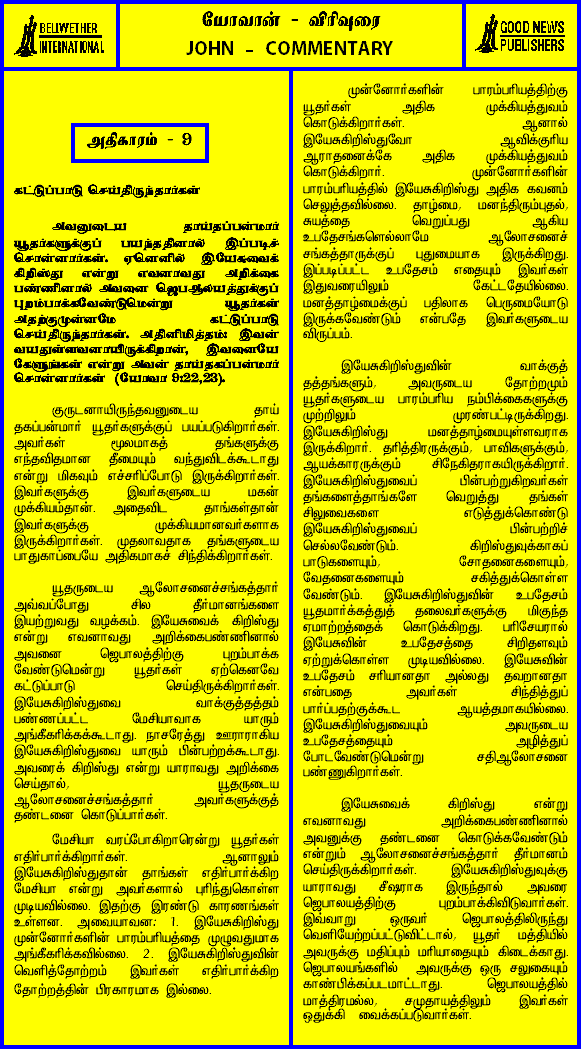 BELLWETHER
INTERNATIONAL
யோவான் - விரிவுரை
JOHN - COMMENTARY
GOOD NEWS
PUBLISHERS
அதிகாரம் - 9
கட்டுப்பாடு செய்திருந்தார்கள்
அவனுடைய தாய்தகப்பன்மார்
யூதர்களுக்குப் பயந்ததினால் இப்படிச்
சொன்னார்கள். ஏனெனில் இயேசுவைக்
கிறிஸ்து என்று எவனாவது அறிக்கை
பண்ணினால் அவனை ஜெபஆலயத்துக்குப்
புறம்பாக்கவேண்டுமென்று யூதர்கள்
அதற்குமுன்னமே கட்டுப்பாடு
செய்திருந்தார்கள். அதினிமித்தம்: இவன்
வயதுள்ளவனாயிருக்கிறான், இவனையே
கேளுங்கள் என்று அவன் தாய்தகப்பன்மார்
சொன்னார்கள் (யோவா 9:22,23).
குருடனாயிருந்தவனுடைய தாய்
தகப்பன்மார் யூதர்களுக்குப் பயப்படுகிறார்கள்.
அவர்கள் மூலமாகத் தங்களுக்கு
எந்தவிதமான தீமையும் வந்துவிடக்கூடாது
என்று மிகவும் எச்சரிப்போடு இருக்கிறார்கள்.
இவர்களுக்கு இவர்களுடைய மகன்
முக்கியம்தான். அதைவிட தாங்கள்தான்
இவர்களுக்கு முக்கியமானவர்களாக
இருக்கிறார்கள். முதலாவதாக தங்களுடைய
பாதுகாப்பையே அதிகமாகச் சிந்திக்கிறார்கள்.
யூதருடைய ஆலோசனைச்சங்கத்தார்
அவ்வப்போது சில தீர்மானங்களை
இயற்றுவது வழக்கம். இயேசுவைக் கிறிஸ்து
என்று எவனாவது அறிக்கைபண்ணினால்
அவனை ஜெபாலத்திற்கு புறம்பாக்க
வேண்டுமென்று யூதர்கள் ஏற்கெனவே
கட்டுப்பாடு செய்திருக்கிறார்கள்.
இயேசுகிறிஸ்துவை வாக்குத்தத்தம்
பண்ணப்பட்ட மேசியாவாக யாரும்
அங்கீகரிக்கக்கூடாது. நாசரேத்து ஊராராகிய
இயேசுகிறிஸ்துவை யாரும் பின்பற்றக்கூடாது.
அவரைக் கிறிஸ்து என்று யாராவது அறிக்கை
செய்தால், யூதருடைய
ஆலோசனைச்சங்கத்தார் அவர்களுக்குத்
தண்டனை கொடுப்பார்கள்.
மேசியா வரப்போகிறாரென்று யூதர்கள்
எதிர்பார்க்கிறார்கள். ஆனாலும்
இயேசுகிறிஸ்துதான் தாங்கள் எதிர்பார்க்கிற
மேசியா என்று அவர்களால் புரிந்துகொள்ள
முடியவில்லை. இதற்கு இரண்டு காரணங்கள்
உள்ளன. அவையாவன: 1. இயேசுகிறிஸ்து
முன்னோர்களின் பாரம்பரியத்தை முழுவதுமாக
அங்கீகரிக்கவில்லை. 2. இயேசுகிறிஸ்துவின்
வெளித்தோற்றம் இவர்கள் எதிர்பார்க்கிற
தோற்றத்தின் பிரகாரமாக இல்லை.
முன்னோர்களின் பாரம்பரியத்திற்கு
யூதர்கள் அதிக முக்கியத்துவம்
கொடுக்கிறார்கள். ஆனால்
இயேசுகிறிஸ்துவோ ஆவிக்குரிய
ஆராதனைக்கே அதிக முக்கியத்துவம்
கொடுக்கிறார். முன்னோர்களின்
பாரம்பரியத்தில் இயேசுகிறிஸ்து அதிக கவனம்
செலுத்தவில்லை. தாழ்மை, மனந்திரும்புதல்,
சுயத்தை வெறுப்பது ஆகிய
உபதேசங்களெல்லாமே ஆலோசனைச்
சங்கத்தாருக்குப் புதுமையாக இருக்கிறது.
இப்படிப்பட்ட உபதேசம் எதையும் இவர்கள்
இதுவரையிலும் கேட்டதேயில்லை.
மனத்தாழ்மைக்குப் பதிலாக பெருமையோடு
இருக்கவேண்டும் என்பதே இவர்களுடைய
விருப்பம்.
இயேசுகிறிஸ்துவின் வாக்குத்
தத்தங்களும், அவருடைய தோற்றமும்
யூதர்களுடைய பாரம்பரிய நம்பிக்கைகளுக்கு
முற்றிலும் முரண்பட்டிருக்கிறது.
இயேசுகிறிஸ்து மனத்தாழ்மையுள்ளவராக
இருக்கிறார். தரித்திரருக்கும், பாவிகளுக்கும்,
ஆயக்காரருக்கும் சிநேகிதராகயிருக்கிறார்.
இயேசுகிறிஸ்துவைப் பின்பற்றுகிறவர்கள்
தங்களைத்தாங்களே வெறுத்து தங்கள்
சிலுவைகளை எடுத்துக்கொண்டு
இயேசுகிறிஸ்துவைப் பின்பற்றிச்
செல்லவேண்டும். கிறிஸ்துவுக்காகப்
பாடுகளையும், சோதனைகளையும்,
வேதனைகளையும் சகித்துக்கொள்ள
வேண்டும். இயேசுகிறிஸ்துவின் உபதேசம்
யூதமார்க்கத்துத் தலைவர்களுக்கு மிகுந்த
ஏமாற்றத்தைக் கொடுக்கிறது. பரிசேயரால்
இயேசுவின் உபதேசத்தை சிறிதளவும்
ஏற்றுக்கொள்ள முடியவில்லை. இயேசுவின்
உபதேசம் சரியானதா அல்லது தவறானதா
என்பதை அவர்கள் சிந்தித்துப்
பார்ப்பதற்குக்கூட ஆயத்தமாகயில்லை.
இயேசுகிறிஸ்துவையும் அவருடைய
உபதேசத்தையும் அழித்துப்
போடவேண்டுமென்று சதிஆலோசனை
பண்ணுகிறார்கள்.
இயேசுவைக் கிறிஸ்து என்று
எவனாவது அறிக்கைபண்ணினால்
அவனுக்கு தண்டனை கொடுக்கவேண்டும்
என்றும் ஆலோசனைச்சங்கத்தார் தீர்மானம்
செய்திருக்கிறார்கள். இயேசுகிறிஸ்துவுக்கு
யாராவது சீஷராக இருந்தால் அவரை
ஜெபாலயத்திற்கு புறம்பாக்கிவிடுவார்கள்.
இவ்வாறு ஒருவர் ஜெபாலத்திலிருந்து
வெளியேற்றப்பட்டுவிட்டால், யூதர் மத்தியில்
அவருக்கு மதிப்பும் மரியாதையும் கிடைக்காது.
ஜெபாலயங்களில் அவருக்கு ஒரு சலுகையும்
காண்பிக்கப்படமாட்டாது. ஜெபாலயத்தில்
மாத்திரமல்ல, சமுதாயத்திலும் இவர்கள்
ஒதுக்கி வைக்கப்படுவார்கள்.